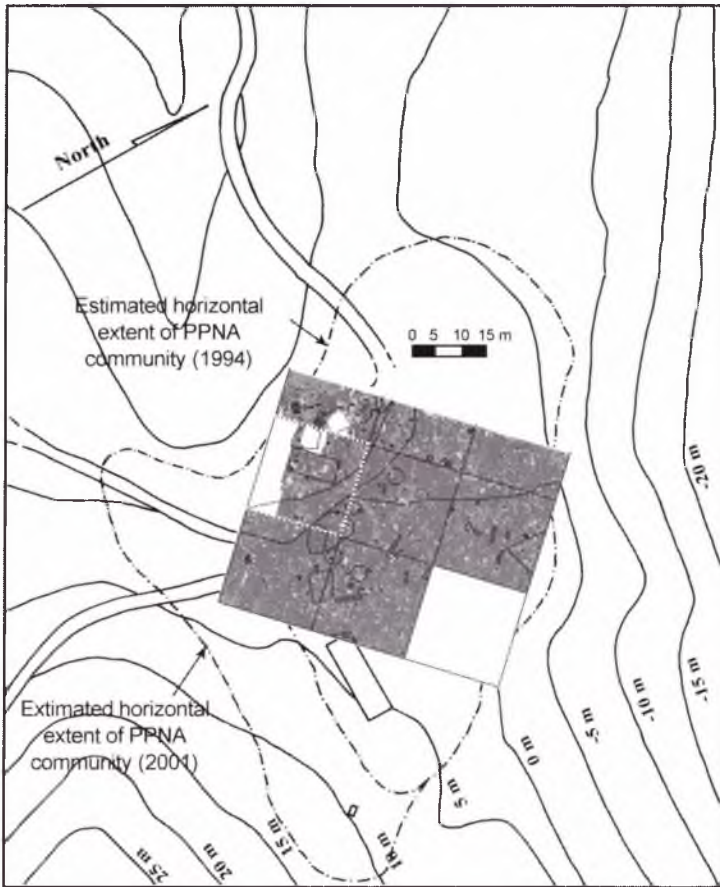 North
Estimated horizontal
extent of PPNA
community (1994)
0 5 10 15 m
-20 m
-15 m
-10 m
-5 m
0 m
5 m
Extimated horizontal
extent of PPNA
community (2001)
18 m
15 m
20 m
25 m